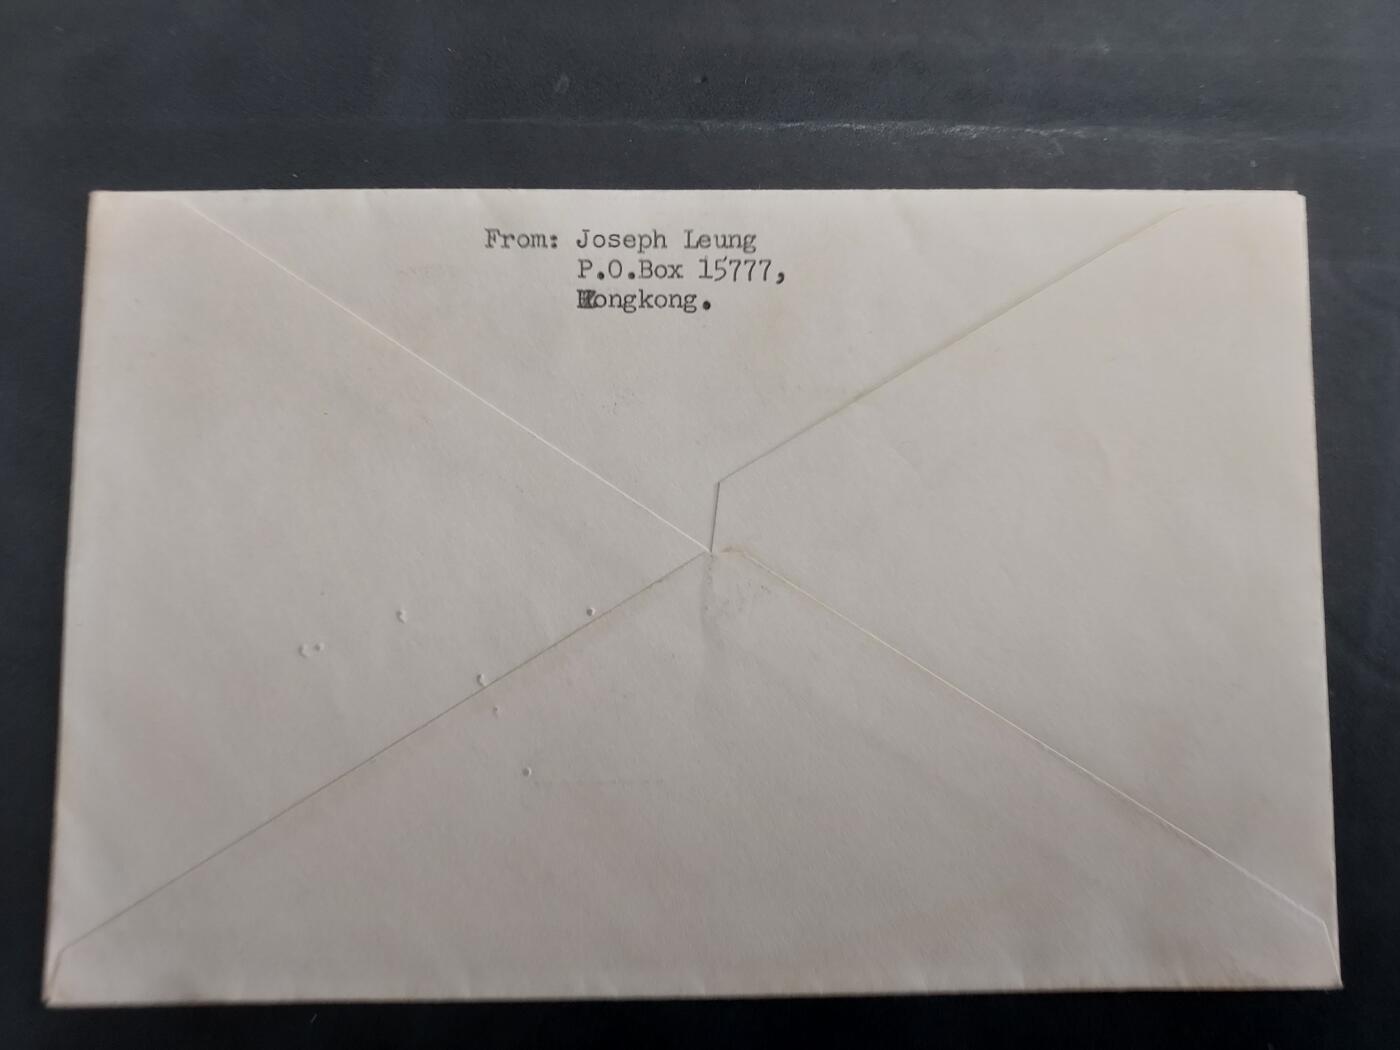 From: Joseph Leung
P.O.Box 15777,
Hongkong.